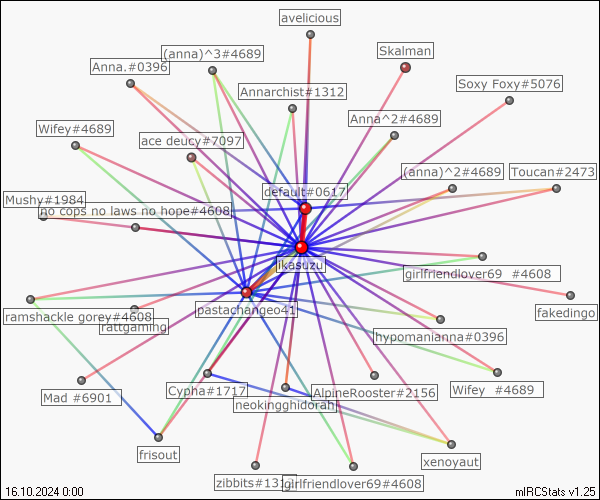 avelicious
Skalman
(anna)^3#4689
Anna.#0396
Soxy Foxy#5076
Annarchist#1312
Anna^2#4689
Wifey#4689
ace deucy#7097
(anna)^2#4689
Toucan#2473
default#0617
Mushy#1984
no cops no laws no hope#4608
ikasuzu
girlfriendlover69 #4608
pastachangeo41
fakedingo
ramshackle gorey#4608
rattgaming
hypomanianna#0396
Mad #6901
Cypha#1717
AlpineRooster#2156
Wifey #4689
neokingghidorah
frisout
xenoyaut
girlfriendlover69#4608
16.10.2024 0:00
mIRCStats v1.25